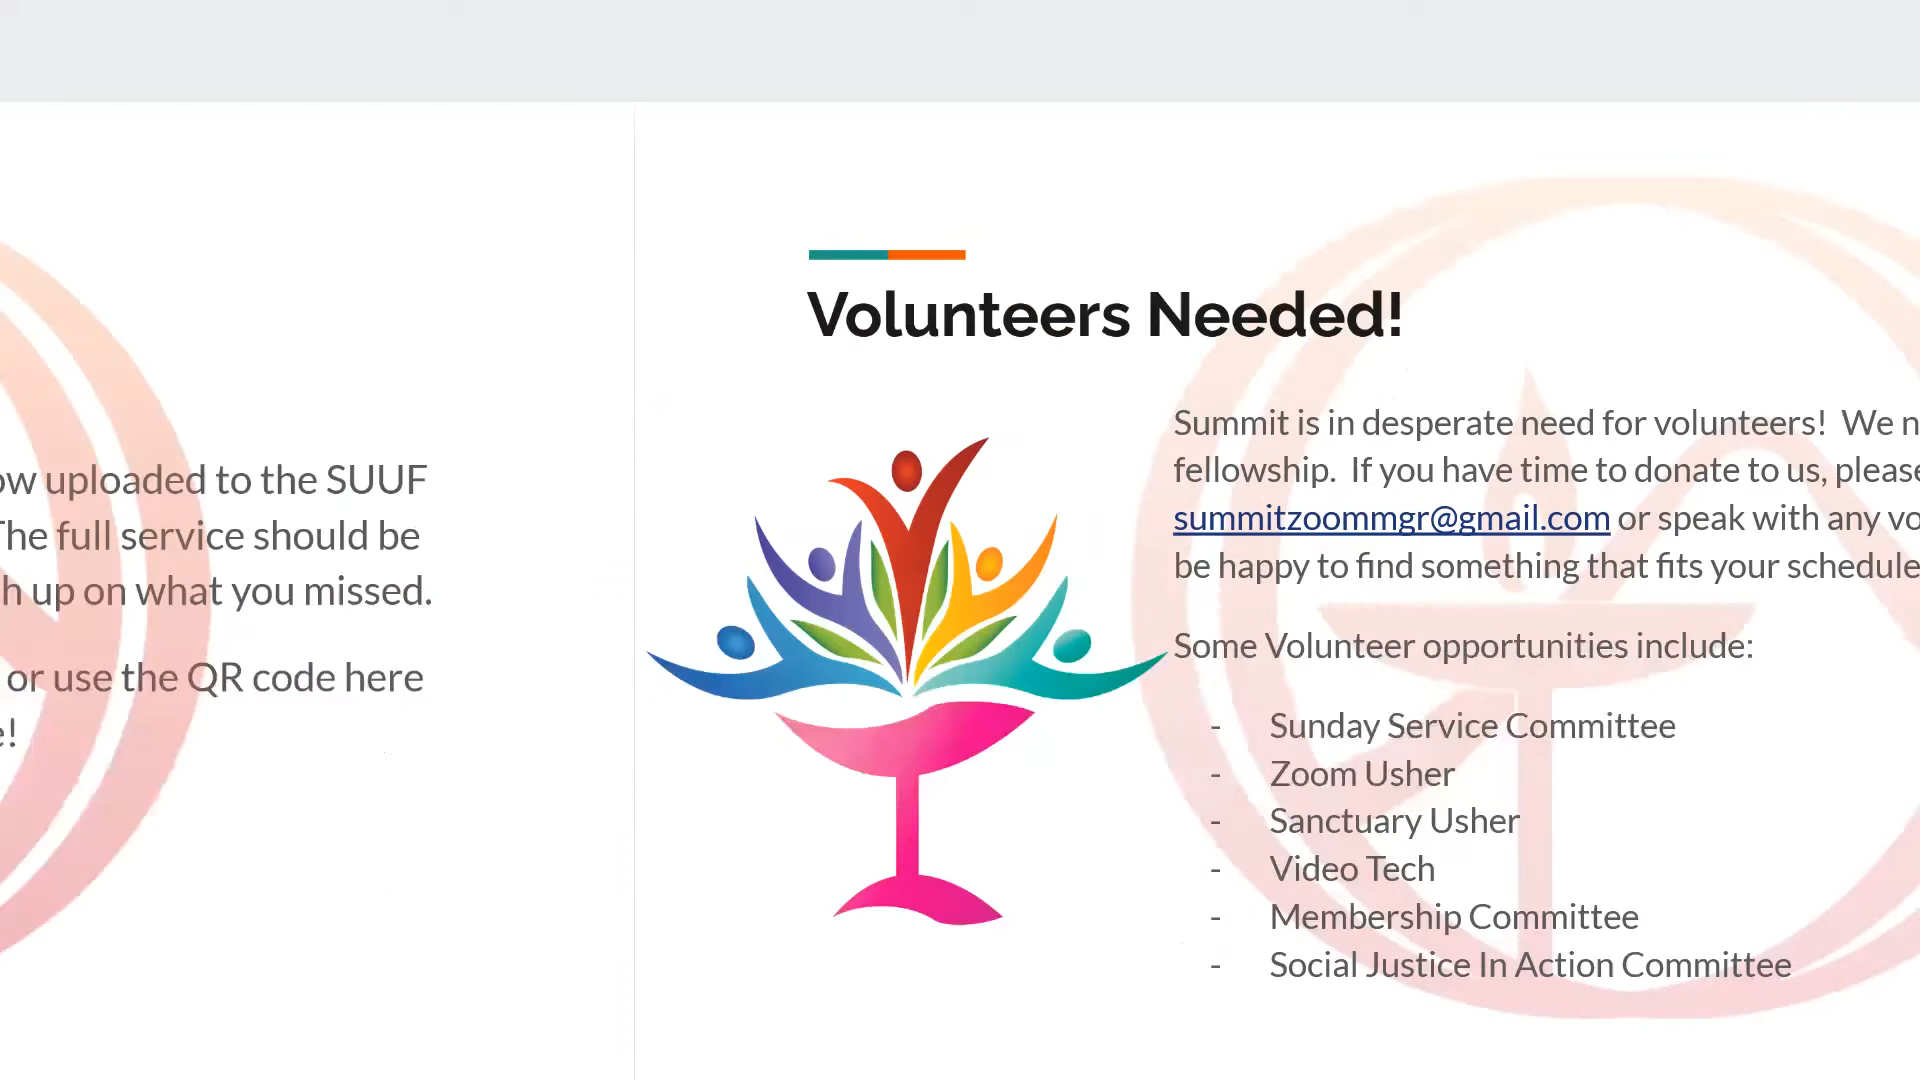 uploaded to the SUUF
full service should be
up on what you missed.
or use the QR code here
Volunteers Needed!
Summit is in desperate need for volunteers! We
fellowship. If you have time to donate to us, please
summitzoommgr@gmail.com or speak with any
be happy to find something that fits your schedule
Some Volunteer opportunities include:
- Sunday Service Committee
- Zoom Usher
- Sanctuary Usher
- Video Tech
- Membership Committee
- Social Justice In Action Committee